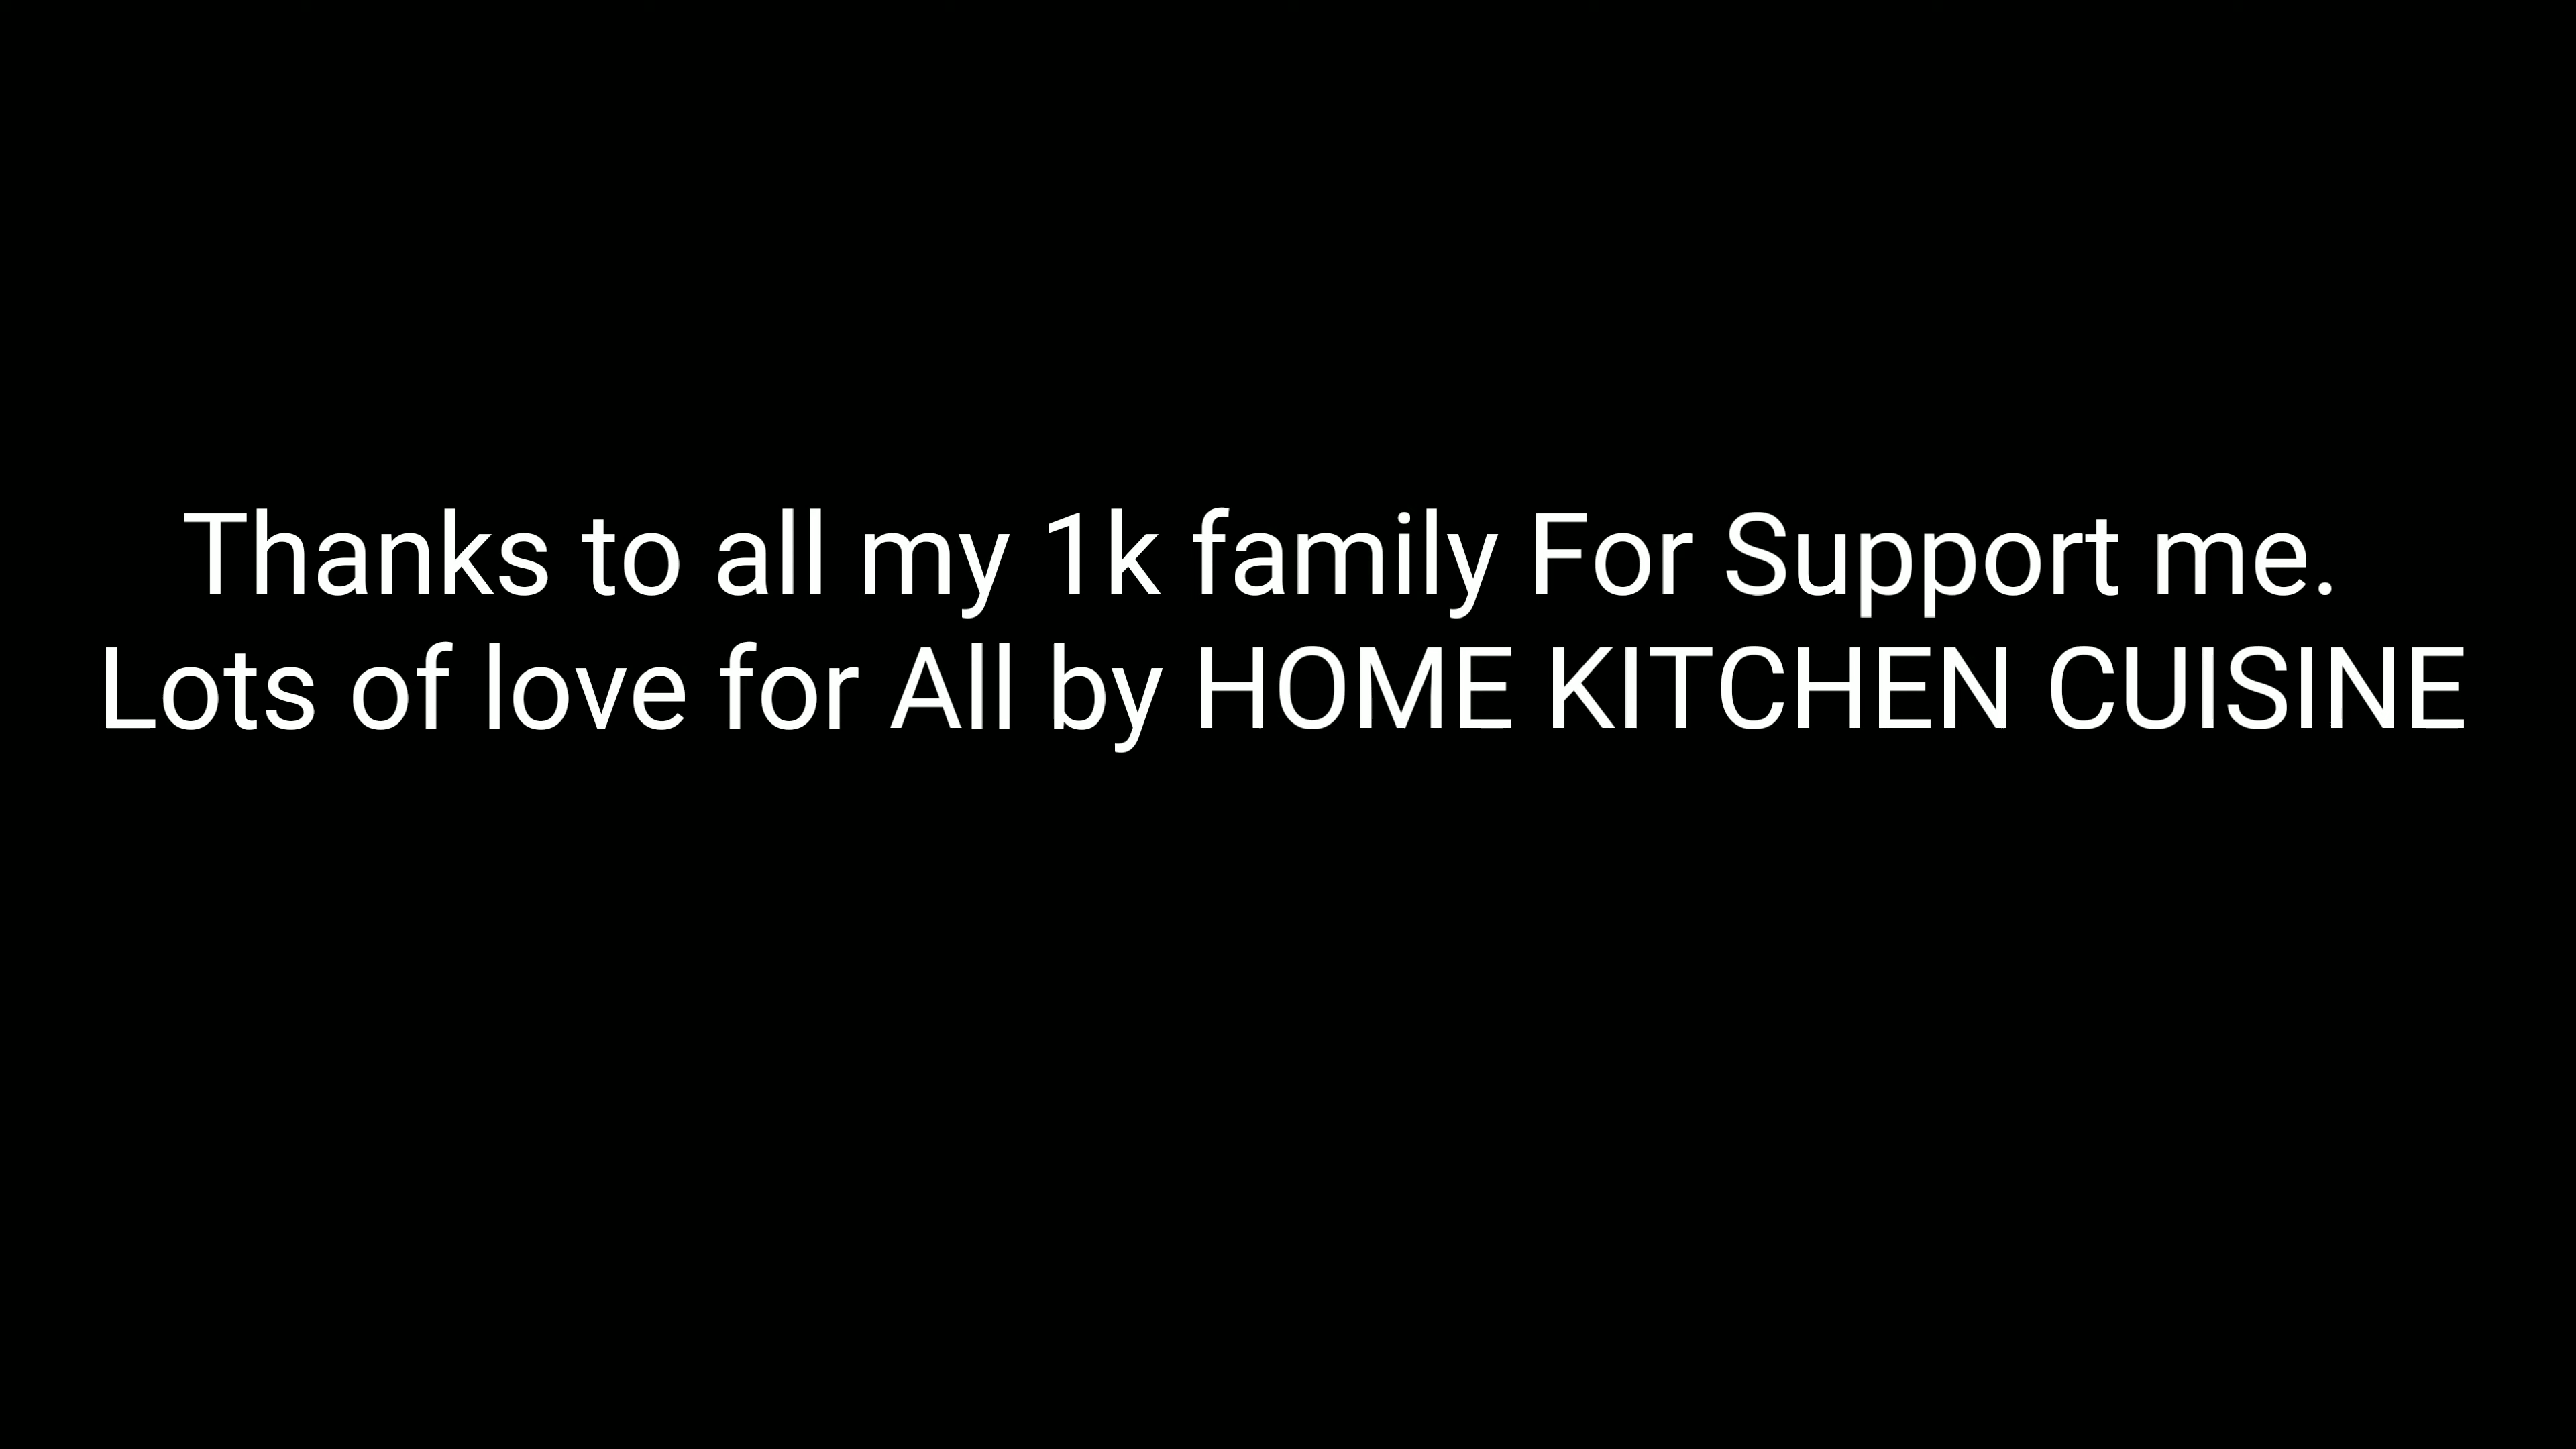 Thanks to all my 1k family For Support me.
Lots of love for All by HOME KITCHEN CUISINE